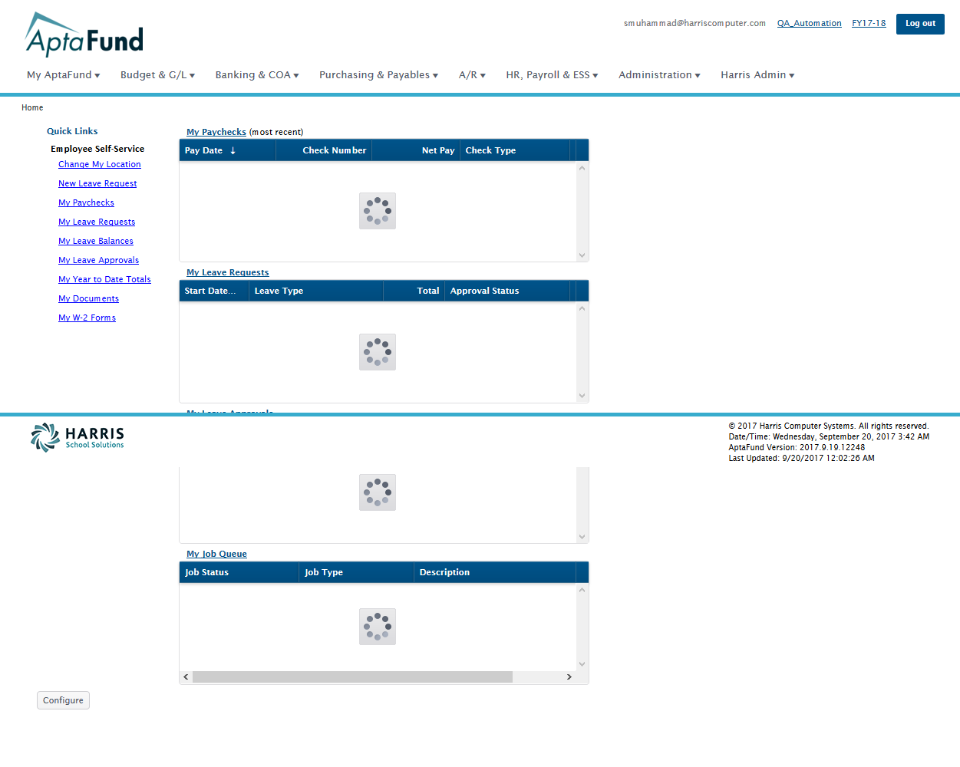 AptaFund
smuhammad@harriscomputer.com QA_Automation FY17-18 Log out
My AptaFund Budget & G/L Banking & COA Purchasing & Payables A/R HR, Payroll & ESS Administration Harris Admin
Home
Quick Links
Employee Self-Service
Change My Location
New Leave Request
My Paychecks
My Leave Requests
My Leave Balances
My Leave Approvals
My Year to Date Totals
My Documents
My W-2 Forms
My Paychecks (most recent)
Pay Date ↓ Check Number Net Pay Check Type
My Leave Requests
Start Date... Leave Type Total Approval Status
My Leave Approvals
HARRIS
School Solutions
© 2017 Harris Computer Systems. All rights reserved.
Date/Time: Wednesday, September 20, 2017 3:42 AM
AptaFund Version: 2017.9.19.12248
Last Updated: 9/20/2017 12:02:26 AM
My Job Queue
Job Status Job Type Description
Configure